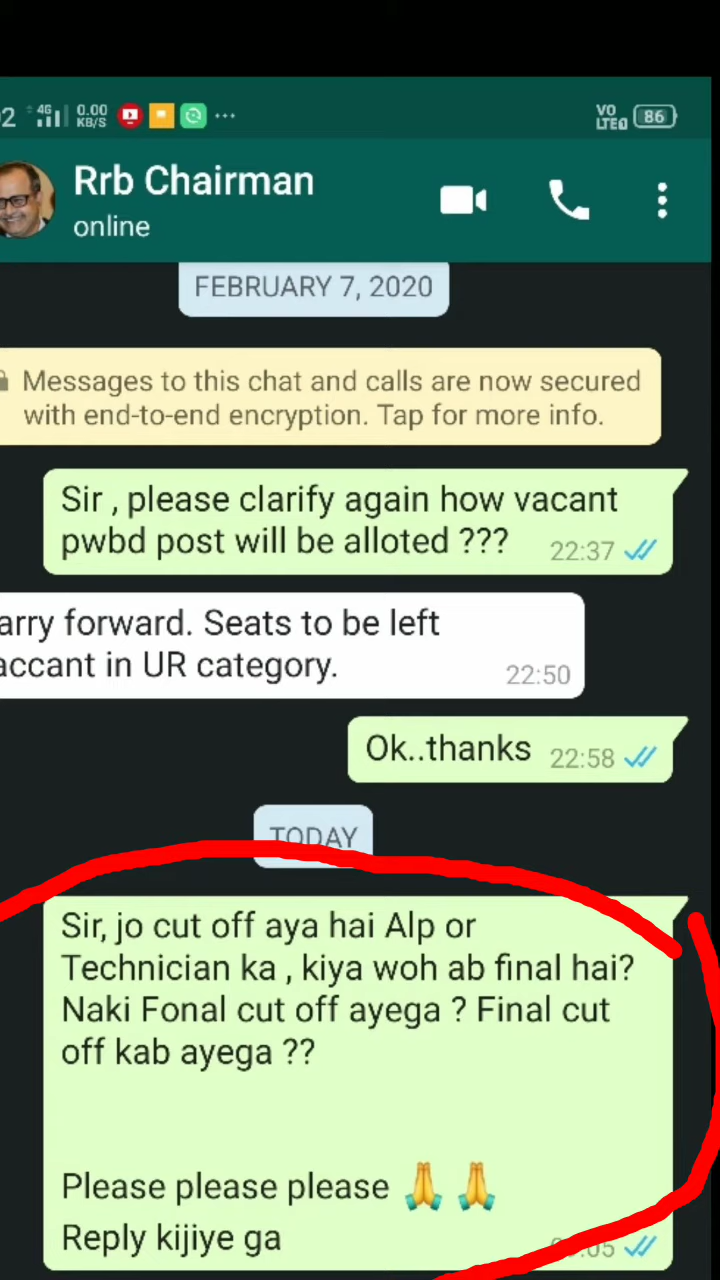 4G 0.00 KB/S VO LTE 86
Rrb Chairman
online
FEBRUARY 7, 2020
Messages to this chat and calls are now secured
with end-to-end encryption. Tap for more info.
Sir , please clarify again how vacant
pwbd post will be alloted ???
22:37
arry forward. Seats to be left
accant in UR category.
22:50
Ok..thanks 22:58
TODAY
Sir, jo cut off aya hai Alp or
Technician ka , kiya woh ab final hai?
Naki Fonal cut off ayega ? Final cut
off kab ayega ??
Please please please 🙏 🙏
Reply kijiye ga